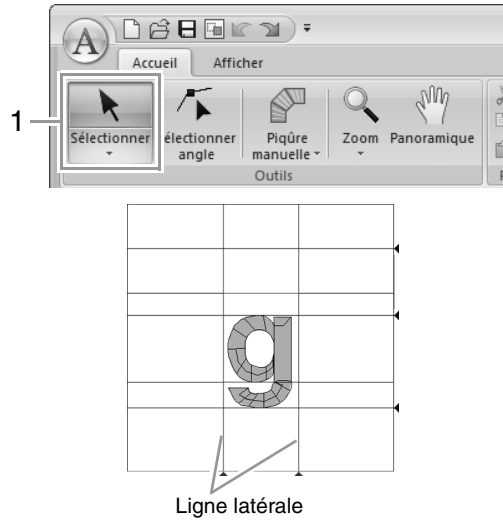 A
Accueil Afficher
1
Sélectionner
électionner angle
Piqûre manuelle
Zoom
Panoramique
Outils
g
Ligne latérale